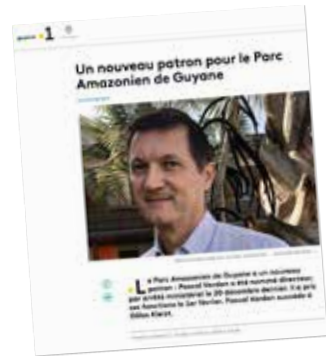 guyane la 1
Un nouveau patron pour le Parc
Amazonien de Guyane
Le Parc Amazonien de Guyane a un nouveau
patron : Pascal Vardon a été nommé directeur,
par arrêté ministériel le 20 décembre dernier. Il a pris
ses fonctions le 1er février. Pascal Vardon succède à
Gilles Kleitz.